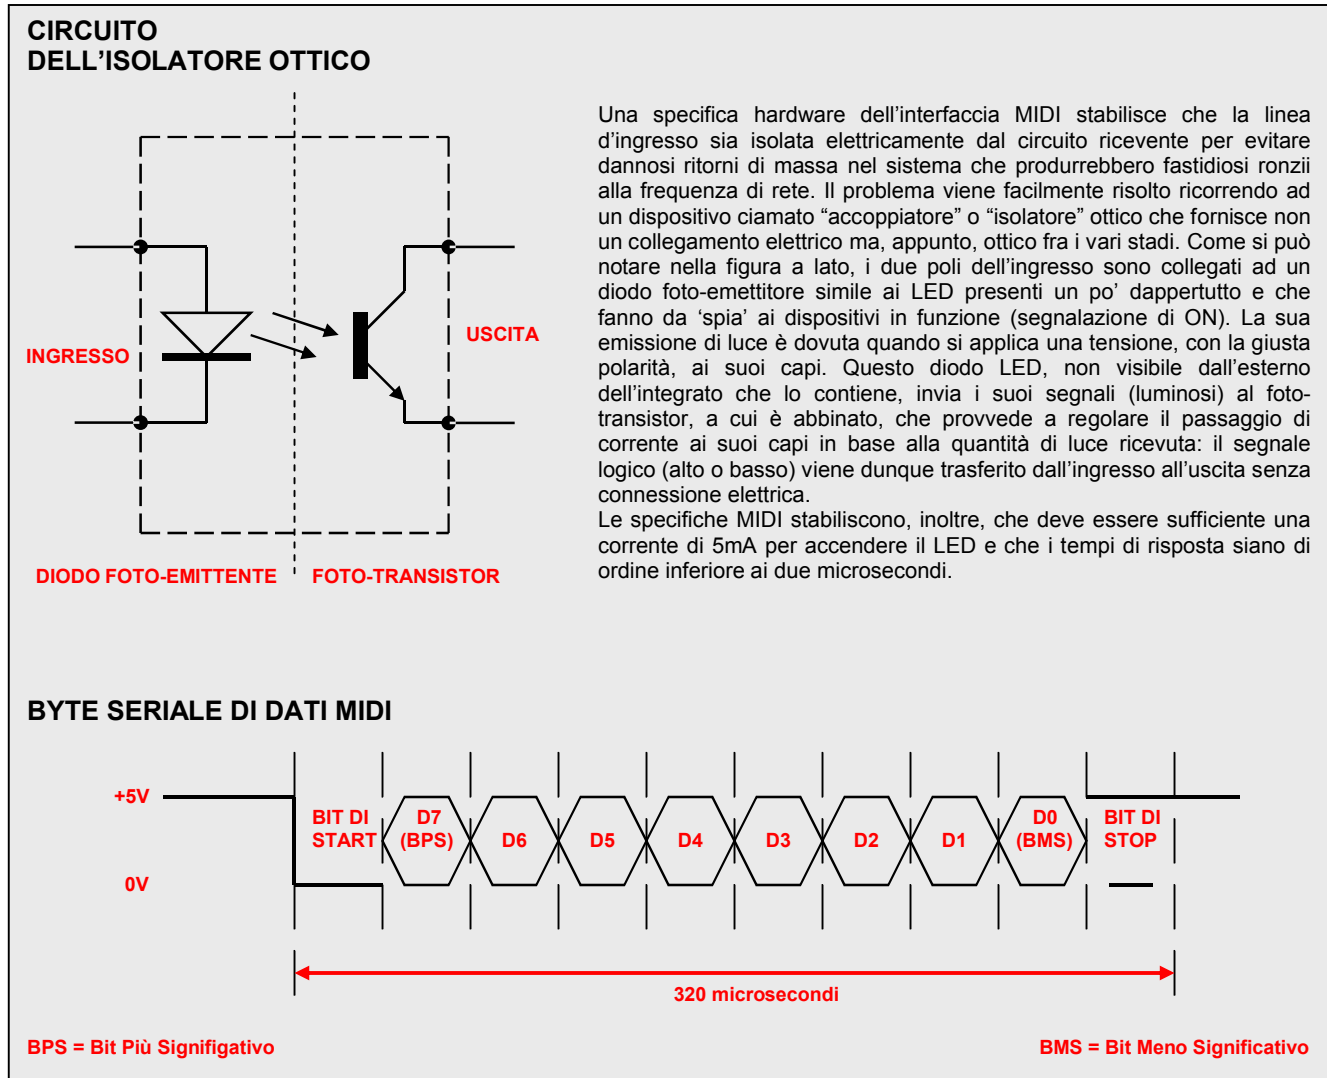 CIRCUITO
DELL'ISOLATORE OTTICO
Una specifica hardware dell'interfaccia MIDI stabilisce che la linea
d'ingresso sia isolata elettricamente dal circuito ricevente per evitare
dannosi ritorni di massa nel sistema che produrrebbero fastidiosi ronzii
alla frequenza di rete. Il problema viene facilmente risolto ricorrendo ad
un dispositivo ciamato “accoppiatore” o “isolatore” ottico che fornisce non
un collegamento elettrico ma, appunto, ottico fra i vari stadi. Come si può
notare nella figura a lato, i due poli dell'ingresso sono collegati ad un
diodo foto-emettitore simile ai LED presenti un po' dappertutto e che
fanno da 'spia' ai dispositivi in funzione (segnalazione di ON). La sua
emissione di luce è dovuta quando si applica una tensione, con la giusta
polarità, ai suoi capi. Questo diodo LED, non visibile dall'esterno
dell'integrato che lo contiene, invia i suoi segnali (luminosi) al foto-
transistor, a cui è abbinato, che provvede a regolare il passaggio di
corrente ai suoi capi in base alla quantità di luce ricevuta: il segnale
logico (alto o basso) viene dunque trasferito dall'ingresso all'uscita senza
connessione elettrica.
Le specifiche MIDI stabiliscono, inoltre, che deve essere sufficiente una
corrente di 5mA per accendere il LED e che i tempi di risposta siano di
ordine inferiore ai due microsecondi.
INGRESSO
USCITA
DIODO FOTO-EMITTENTE
FOTO-TRANSISTOR
BYTE SERIALE DI DATI MIDI
+5V
0V
BIT DI
START
D7
(BPS)
D6
D5
D4
D3
D2
D1
D0
(BMS)
BIT DI
STOP
320 microsecondi
BPS = Bit Più Signifigativo
BMS = Bit Meno Significativo